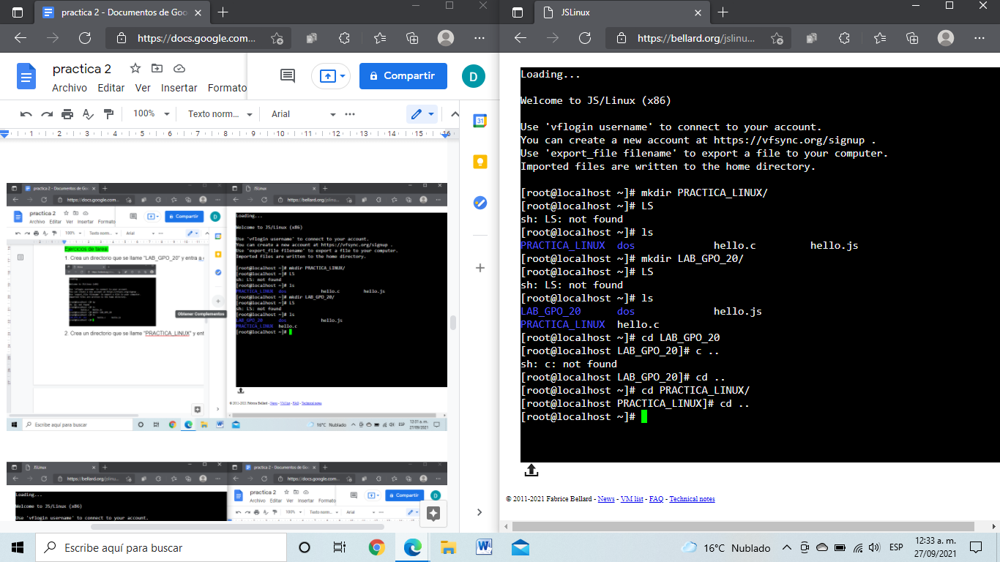 practica 2 - Documentos de Goo
https://docs.google.com...
practica 2
Archivo Editar Ver Insertar Formato
Compartir
D
100% Texto norm... Arial
1 2 3 4 5 6 7 8 9 10 11 12 13 14 15 16
practica 2 - Documentos de Goo
https://docs.google.com...
practica 2
Archivo Editar Ver Insertar Formato
Compartir
D
100% Texto norm... Arial
Ejercicios de tarea:
1. Crea un directorio que se llame "LAB_GPO_20" y entra a
Obtener Complementos
2. Crea un directorio que se llame "PRACTICA_LINUX" y ent
JSLinux
https://bellard.org/jslinu...
Loading...
Welcome to JS/Linux (x86)
Use 'vflogin username' to connect to your account.
You can create a new account at https://vfsync.org/signup .
Use 'export_file filename' to export a file to your computer.
Imported files are written to the home directory.
[root@localhost ~]# mkdir PRACTICA_LINUX/
[root@localhost ~]# LS
sh: LS: not found
[root@localhost ~]# ls
PRACTICA_LINUX dos hello.c hello.js
[root@localhost ~]# mkdir LAB_GPO_20/
[root@localhost ~]# LS
sh: LS: not found
[root@localhost ~]# ls
LAB_GPO_20 dos hello.js
PRACTICA_LINUX hello.c
[root@localhost ~]#
© 2011-2021 Fabrice Bellard - News - VM list - FAQ - Technical notes
Escribe aquí para buscar
16°C Nublado
ESP
12:31 a. m.
27/09/2021
JSLinux
https://bellard.org/jslinu...
Loading...
Welcome to JS/Linux (x86)
Use 'vflogin username' to connect to your account.
practica 2 - Documentos de Goo
https://docs.google.com...
practica 2
Archivo Editar Ver Insertar Formato
Compartir
D
100% Texto norm... Arial
JSLinux
https://bellard.org/jslinu...
Loading...
Welcome to JS/Linux (x86)
Use 'vflogin username' to connect to your account.
You can create a new account at https://vfsync.org/signup .
Use 'export_file filename' to export a file to your computer.
Imported files are written to the home directory.
[root@localhost ~]# mkdir PRACTICA_LINUX/
[root@localhost ~]# LS
sh: LS: not found
[root@localhost ~]# ls
PRACTICA_LINUX dos hello.c hello.js
[root@localhost ~]# mkdir LAB_GPO_20/
[root@localhost ~]# LS
sh: LS: not found
[root@localhost ~]# ls
LAB_GPO_20 dos hello.js
PRACTICA_LINUX hello.c
[root@localhost ~]# cd LAB_GPO_20
[root@localhost LAB_GPO_20]# c ..
sh: c: not found
[root@localhost LAB_GPO_20]# cd ..
[root@localhost ~]# cd PRACTICA_LINUX/
[root@localhost PRACTICA_LINUX]# cd ..
[root@localhost ~]#
© 2011-2021 Fabrice Bellard - News - VM list - FAQ - Technical notes
Escribe aquí para buscar
16°C Nublado
ESP
12:33 a. m.
27/09/2021